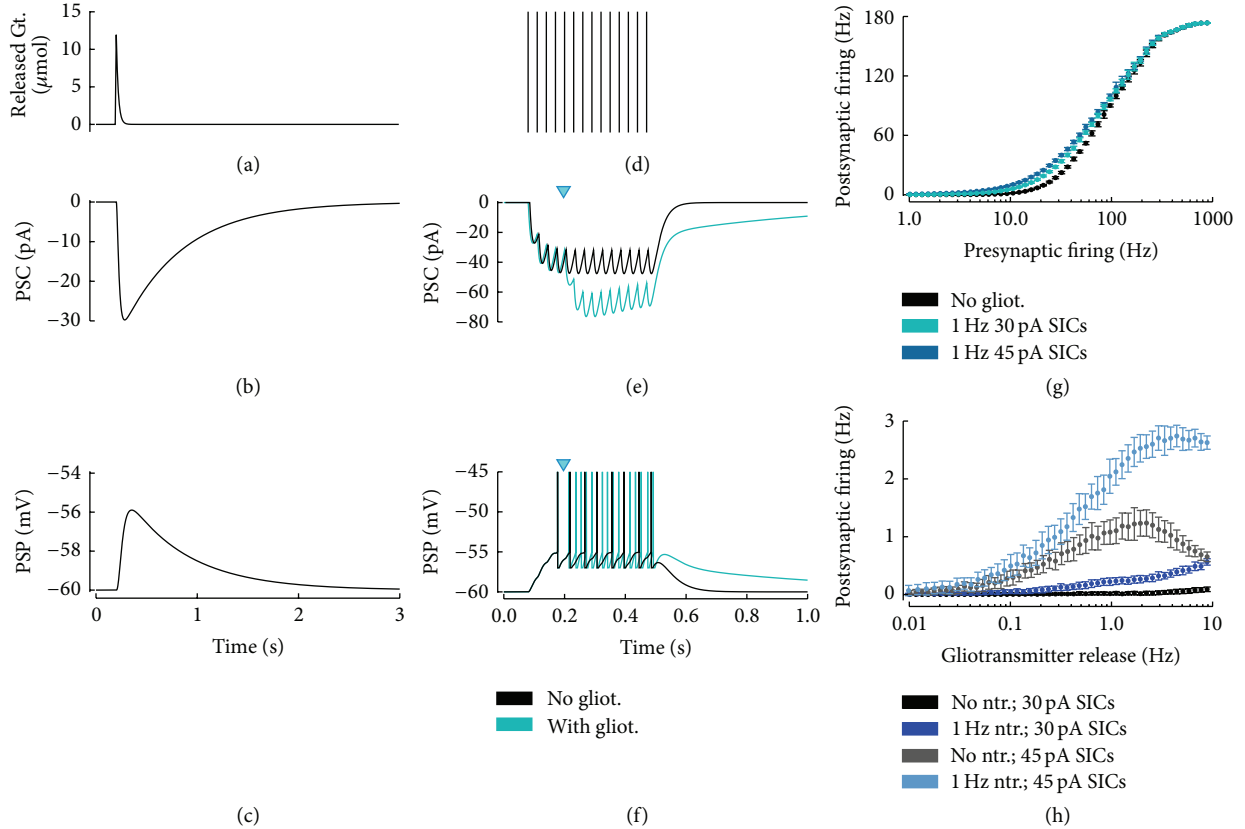 Released Gt.
(μmol)
15
10
5
0
(a)
PSC (pA)
0
−10
−20
−30
(b)
PSP (mV)
−54
−56
−58
−60
0
1
2
3
Time (s)
(c)
(d)
PSC (pA)
0
−20
−40
−60
−80
(e)
PSP (mV)
−45
−50
−55
−60
0.0
0.2
0.4
0.6
0.8
1.0
Time (s)
No gliot.
With gliot.
(f)
Postsynaptic firing (Hz)
180
120
60
0
1.0
10.0
100
1000
Presynaptic firing (Hz)
No gliot.
1 Hz 30 pA SICs
1 Hz 45 pA SICs
(g)
Postsynaptic firing (Hz)
3
2
1
0
0.01
0.1
1.0
10
Gliotransmitter release (Hz)
No ntr.; 30 pA SICs
1 Hz ntr.; 30 pA SICs
No ntr.; 45 pA SICs
1 Hz ntr.; 45 pA SICs
(h)